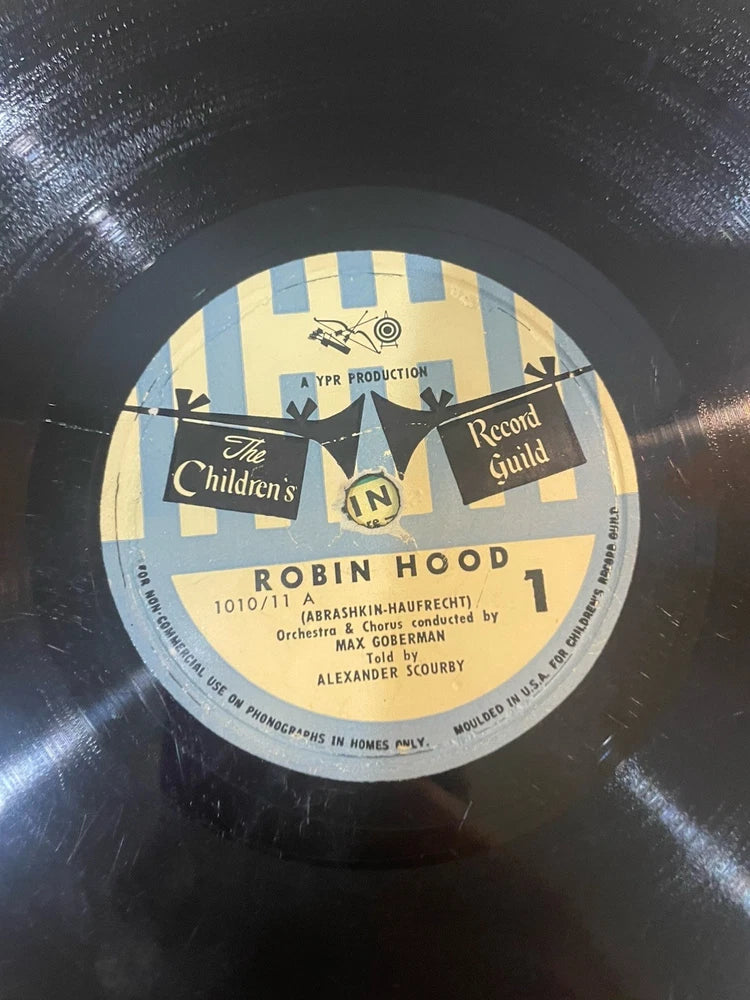 A YPR PRODUCTION
The
Children's
Record
Guild
IN
re
ROBIN HOOD
1010/11 A
1
(ABRASHKIN-HAUFRECHT)
Orchestra & Chorus conducted by
MAX GOBERMAN
Told by
ALEXANDER SCOURBY
FOR NON-COMMERCIAL USE ON PHONOGRAPHS IN HOMES ONLY.
MOULDED IN U.S.A. FOR CHILDREN'S RECORD GUILD